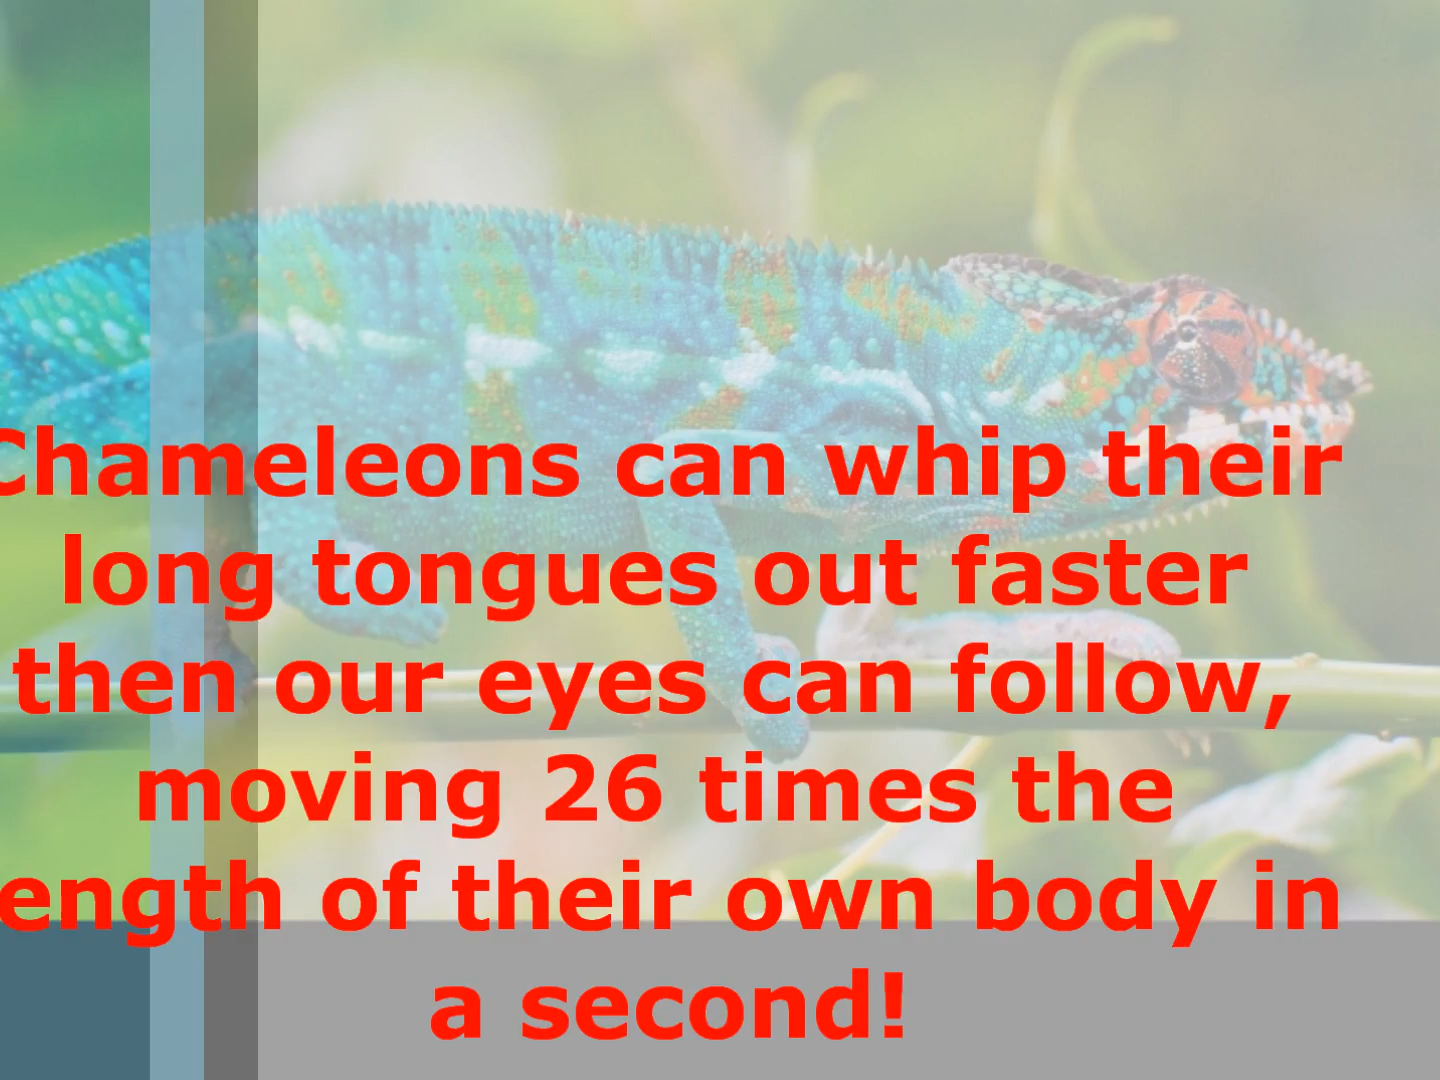 Chameleons can whip their
long tongues out faster
then our eyes can follow,
moving 26 times the
ength of their own body in
a second!